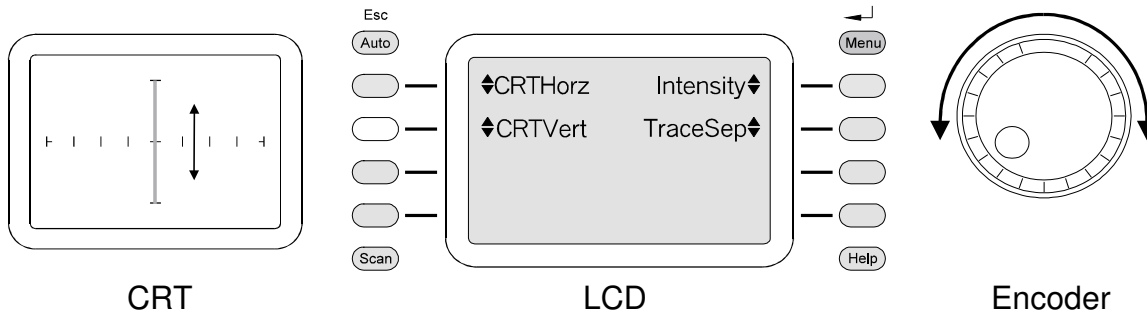 Esc
Auto
Menu
CRTHorz Intensity
CRTVert TraceSep
Scan
Help
CRT
LCD
Encoder